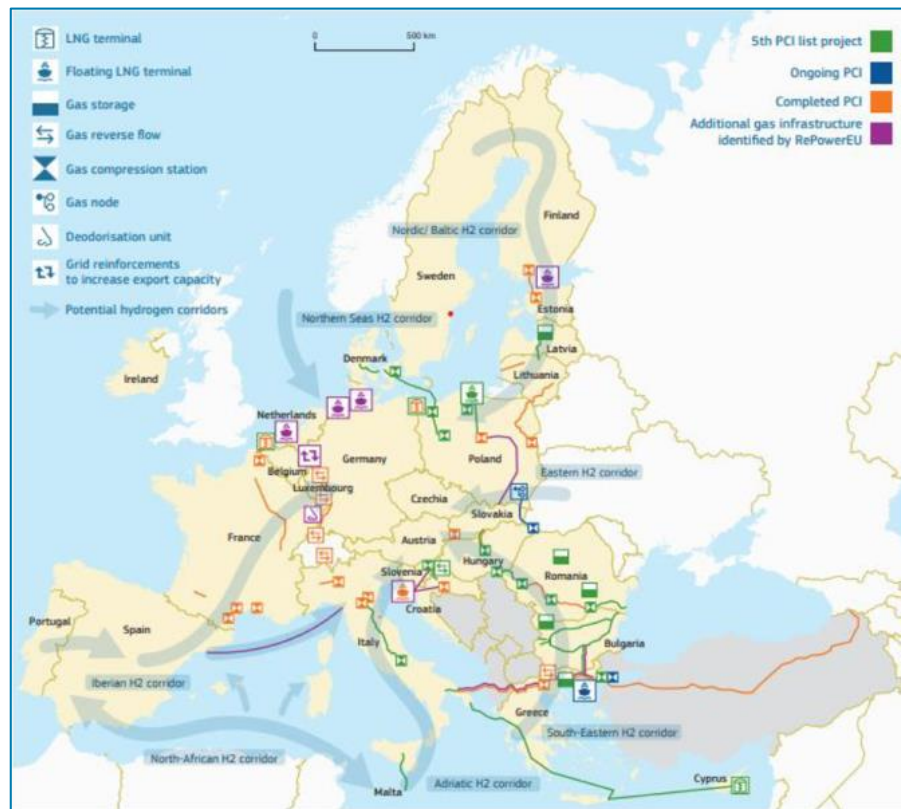 LNG terminal
Floating LNG terminal
Gas storage
Gas reverse flow
Gas compression station
Gas node
Deodorisation unit
Grid reinforcements
to increase export capacity
Potential hydrogen corridors
0
500 km
5th PCI list project
Ongoing PCI
Completed PCI
Additional gas infrastructure
identified by RePowerEU
Finland
Nordic/ Baltic H2 corridor
Sweden
Estonia
Northern Seas H2 corridor
Latvia
Denmark
Lithuania
Ireland
Netherlands
Poland
Germany
Belgium
Eastern H2 corridor
Luxembourg
Czechia
Slovakia
France
Austria
Hungary
Slovenia
Romania
Croatia
Portugal
Spain
Italy
Bulgaria
Iberian H2 corridor
Greece
South-Eastern H2 corridor
North-African H2 corridor
Adriatic H2 corridor
Cyprus
Malta